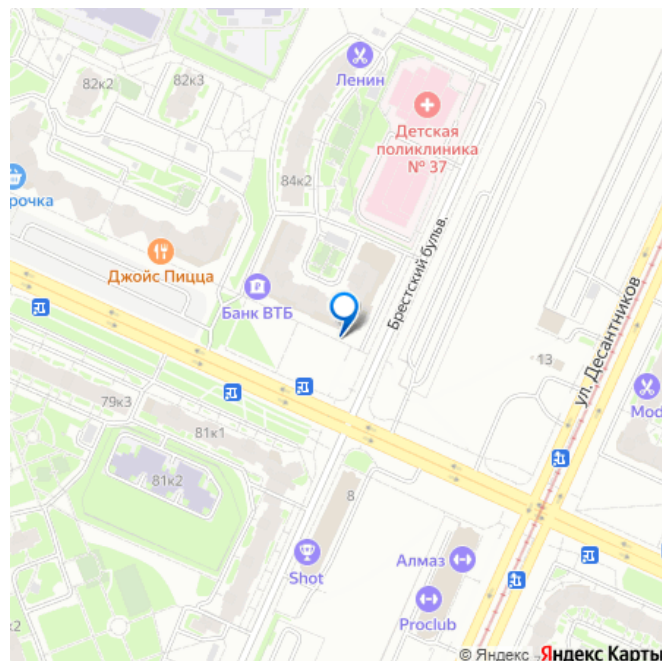 82к2
82к3
Ленин
Детская
поликлиника
№ 37
84к2
рочка
Джойс Пицца
Банк ВТБ
Брестский бульв.
ул. Десантников
13
Mod
79к3
81к1
81к2
8
Shot
Алмаз
Proclub
к2
© Яндекс
Яндекс Карты